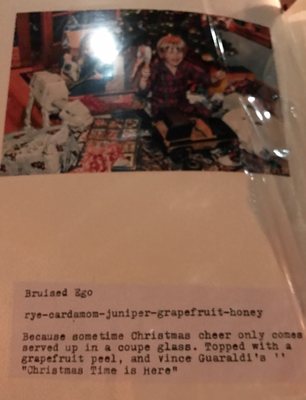 Bruised Ego
rye-cardamom-juniper-grapefruit-honey
Because sometime Christmas cheer only comes
served up in a coupe glass. Topped with a
grapefruit peel, and Vince Guaraldi's ''
"Christmas Time is Here"